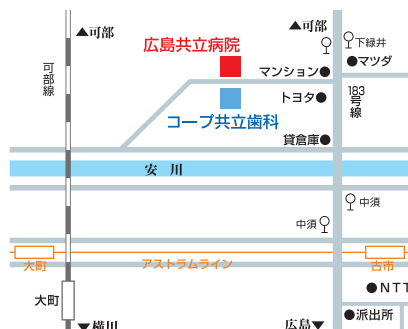 ▲可部
▲可部
広島共立病院
下緑井
マツダ
マンション
可部線
トヨタ
183号線
コープ共立歯科
貸倉庫
安川
中須
中須
大町
アストラムライン
古市
NTT
大町
派出所
▼横川
広島▼